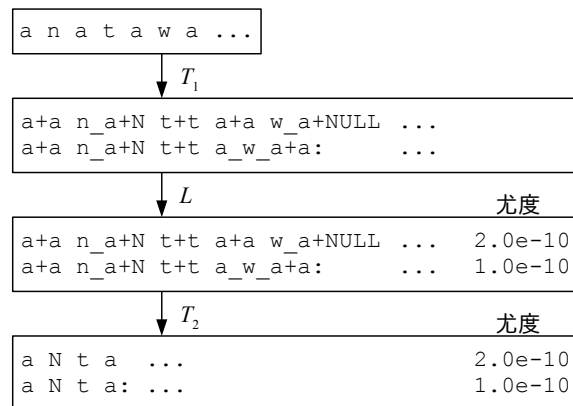 a n a t a w a ...
T1
a+a n_a+N t+t a+a w_a+NULL ...
a+a n_a+N t+t a_w_a+a: ...
L
尤度
a+a n_a+N t+t a+a w_a+NULL ... 2.0e-10
a+a n_a+N t+t a_w_a+a: ... 1.0e-10
T2
尤度
a N t a ... 2.0e-10
a N t a: ... 1.0e-10